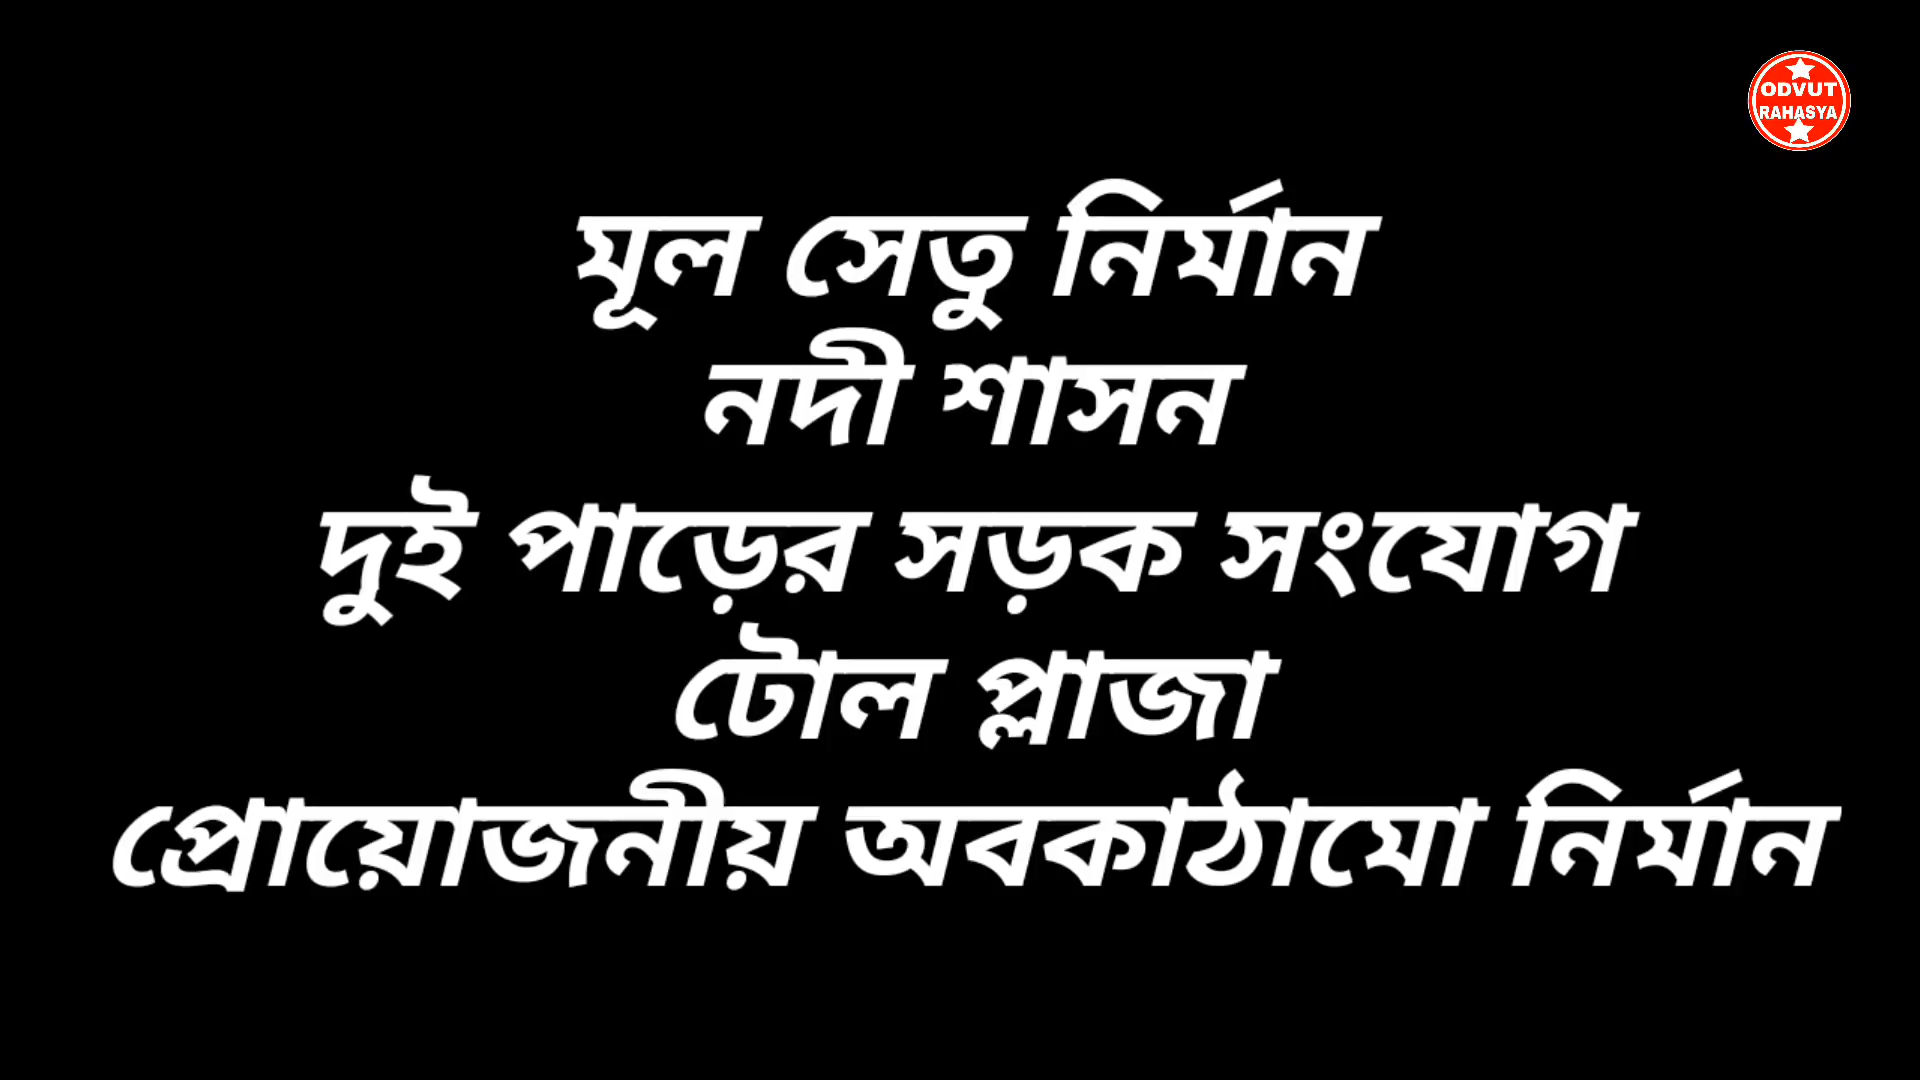 ODVUT
RAHASYA
মূল সেতু নির্মান
নদী শাসন
দুই পাড়ের সড়ক সংযোগ
টোল প্লাজা
প্রোয়োজনীয় অবকাঠামো নির্মান